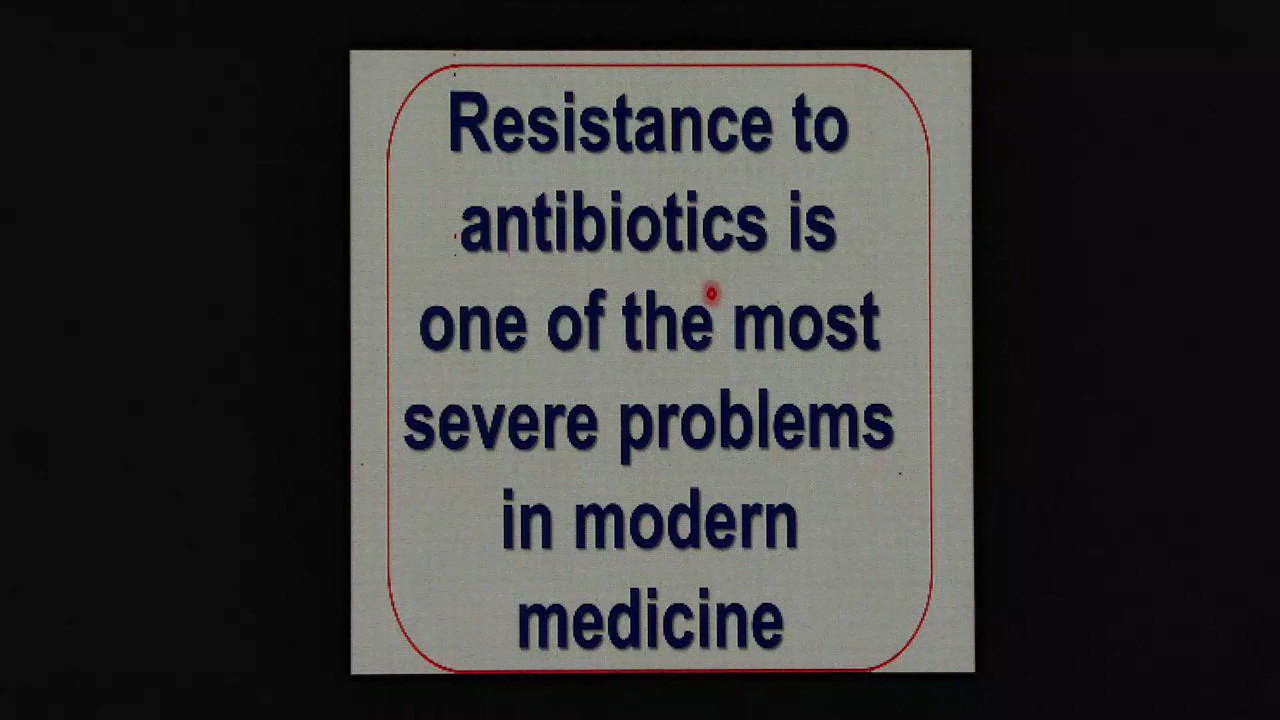 Resistance to
antibiotics is
one of the most
severe problems
in modern
medicine